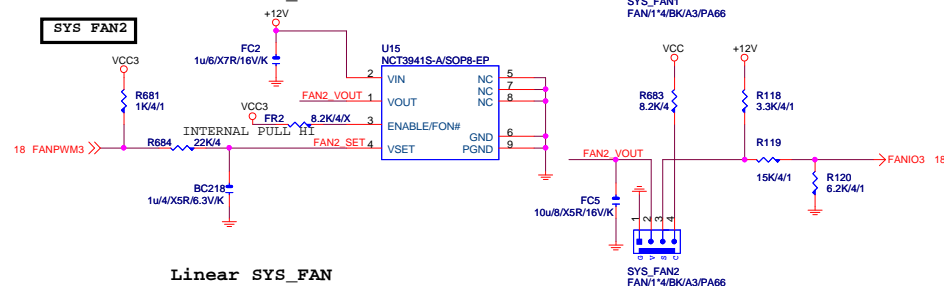 SYS_FAN1
FAN/1*4/BK/A3/PA66
SYS FAN2
+12V
FC2
1u/6/X7R/16V/K
U15
NCT3941S-A/SOP8-EP
2 VIN
1 VOUT
3 ENABLE/FON#
4 VSET
NC 5
NC 7
NC 8
GND 6
PGND 9
FAN2_VOUT
VCC3
FR2 8.2K/4/X
INTERNAL PULL HI
FAN2_SET
VCC3
R681
1K/4/1
18 FANPWM3
R684 22K/4
BC218
1u/4/X5R/6.3V/K
VCC
+12V
R683
8.2K/4
R118
3.3K/4/1
R119
15K/4/1
FANIO3 18
R120
6.2K/4/1
FAN2_VOUT
FC5
10u/8/X5R/16V/K
1 2 3 4
G V S C
SYS_FAN2
FAN/1*4/BK/A3/PA66
Linear SYS_FAN